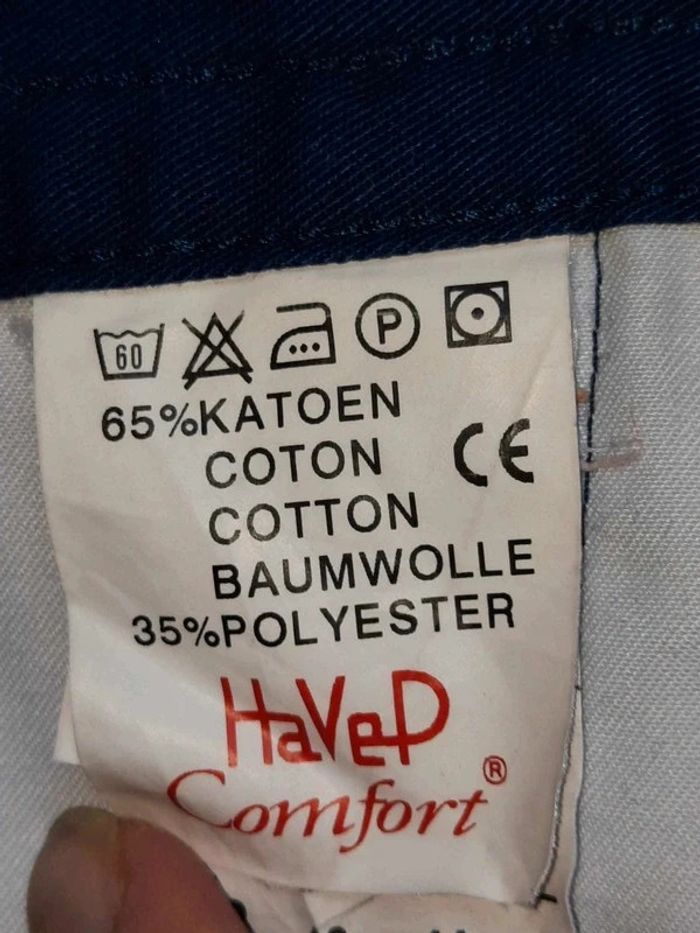 60 P
65%KATOEN
COTON CE
COTTON
BAUMWOLLE
35%POLYESTER
HaVeP
Comfort®